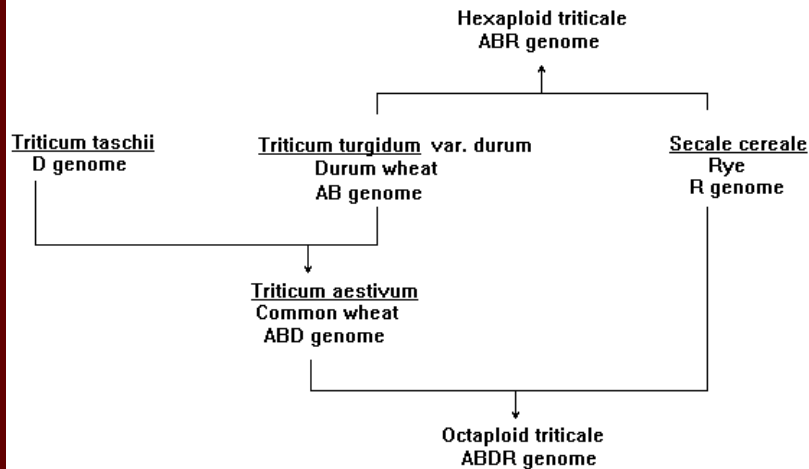 Hexaploid triticale
ABR genome
Triticum taschii
D genome
Triticum turgidum var. durum
Durum wheat
AB genome
Secale cereale
Rye
R genome
Triticum aestivum
Common wheat
ABD genome
Octaploid triticale
ABDR genome